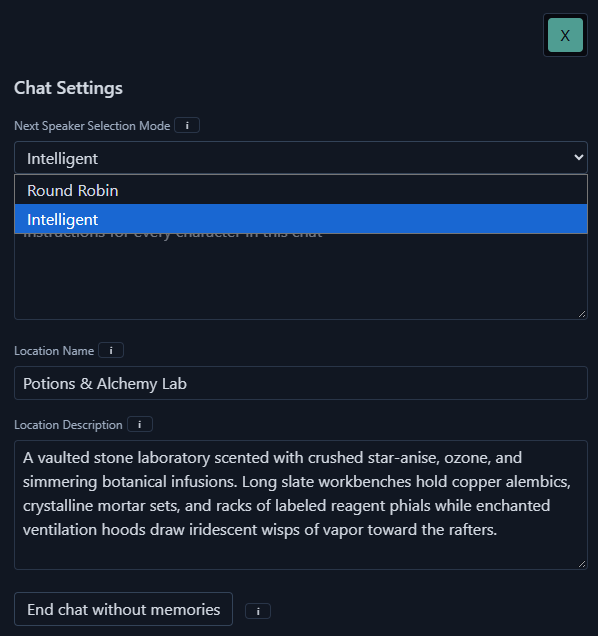 X
Chat Settings
Next Speaker Selection Mode i
Intelligent
Round Robin
Intelligent
Instructions for every character in this chat
Location Name i
Potions & Alchemy Lab
Location Description i
A vaulted stone laboratory scented with crushed star-anise, ozone, and
simmering botanical infusions. Long slate workbenches hold copper alembics,
crystalline mortar sets, and racks of labeled reagent phials while enchanted
ventilation hoods draw iridescent wisps of vapor toward the rafters.
End chat without memories i